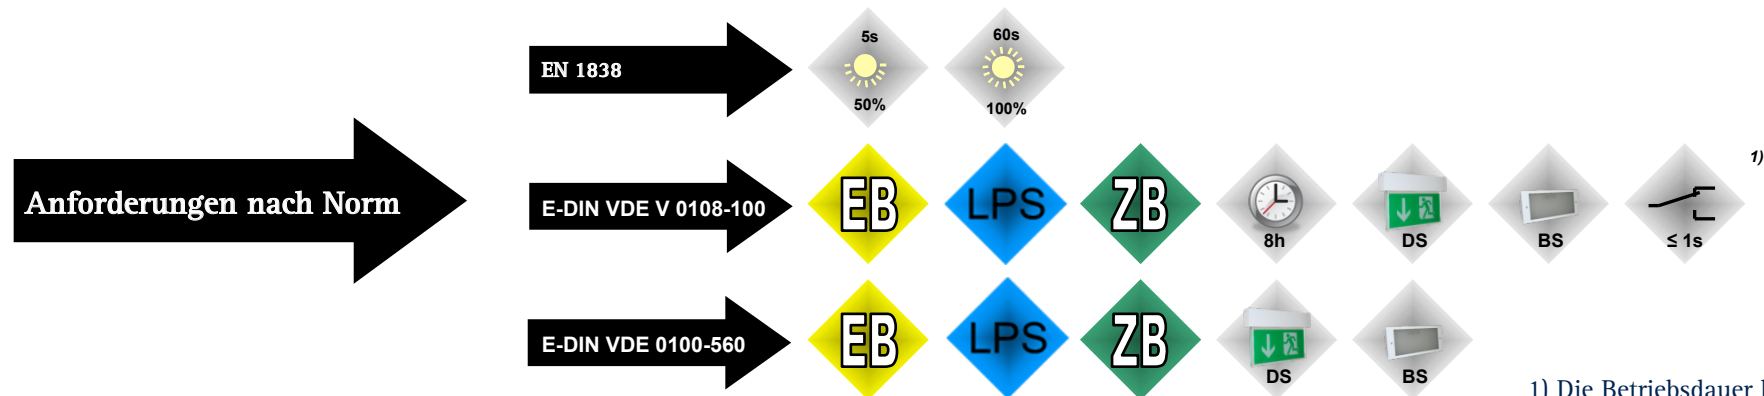 5s
60s
EN 1838
50%
100%
1)
Anforderungen nach Norm
E-DIN VDE V 0108-100
EB
LPS
ZB
8h
DS
BS
≤ 1s
E-DIN VDE 0100-560
EB
LPS
ZB
DS
BS
1) Die Betriebsdauer